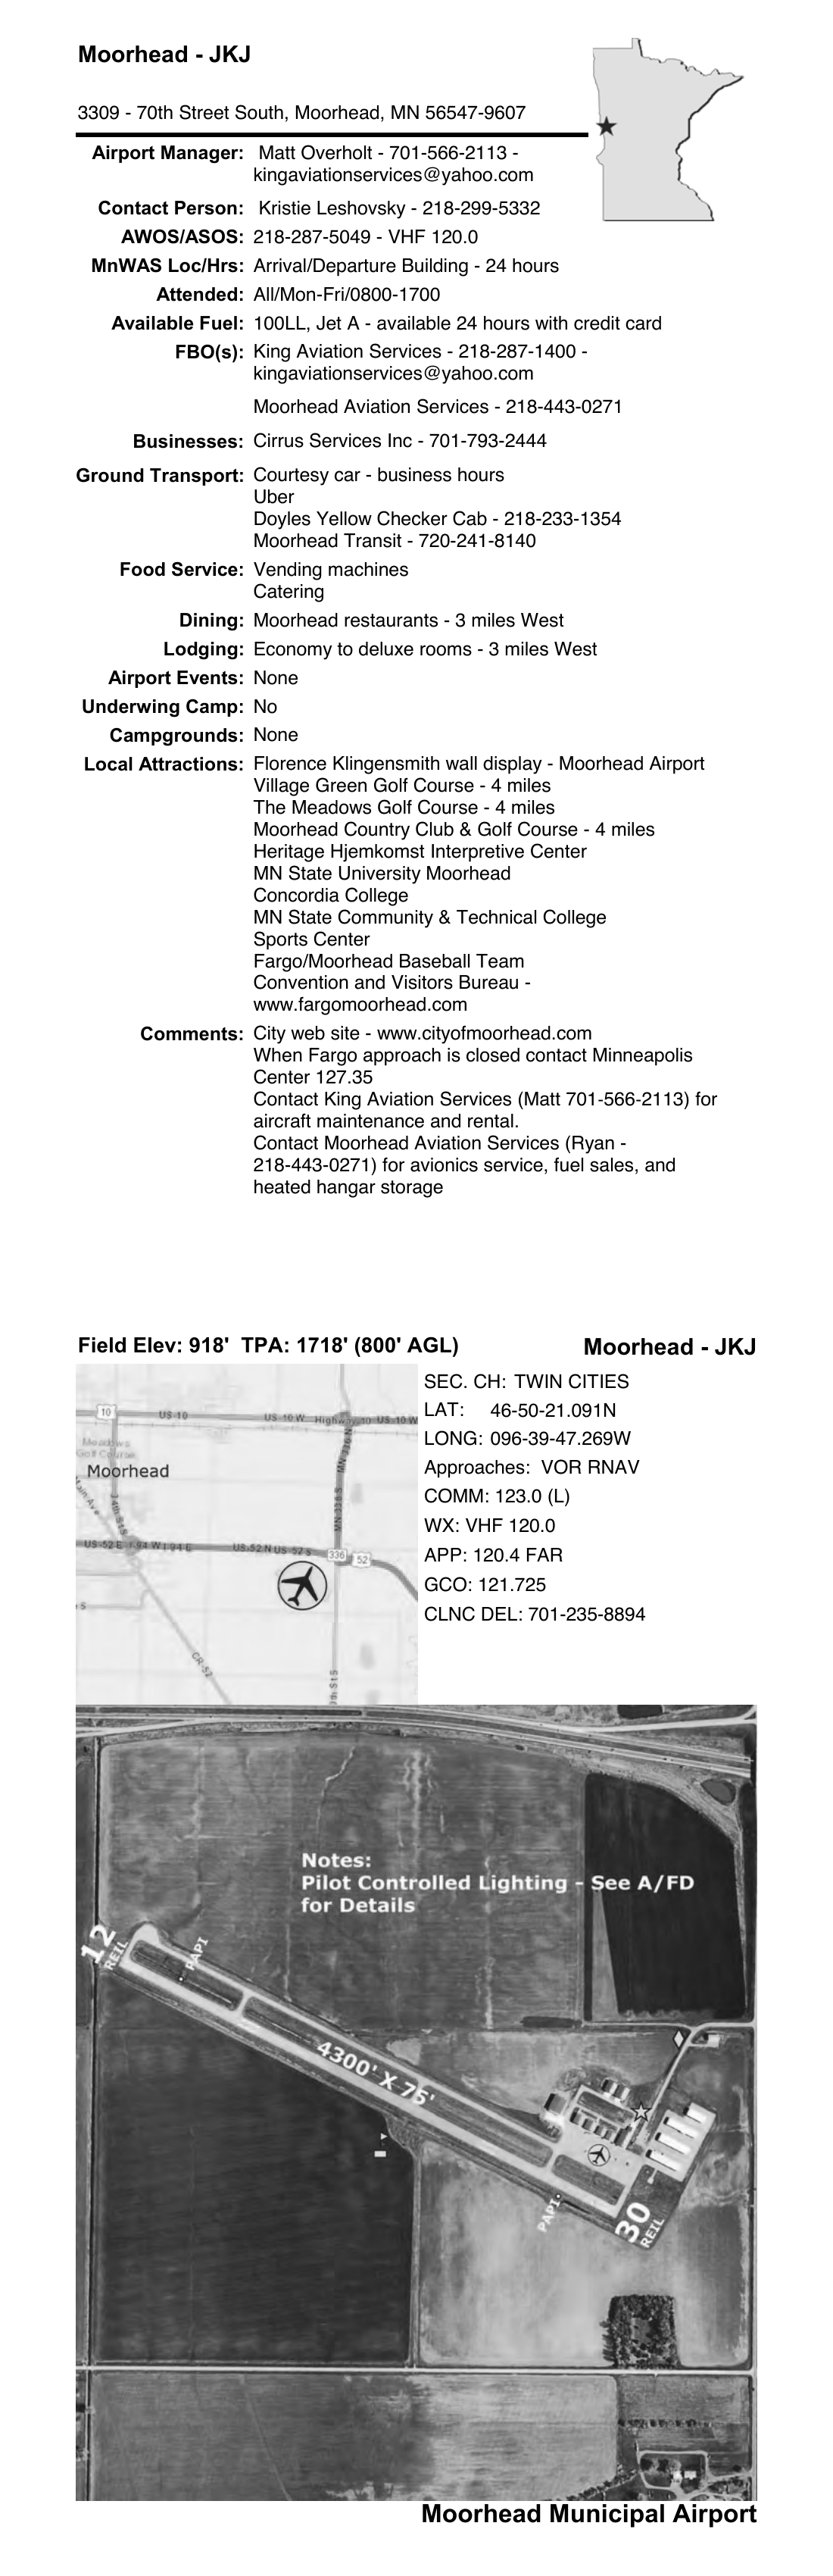 Moorhead - JKJ
3309 - 70th Street South, Moorhead, MN 56547-9607
Airport Manager: Matt Overholt - 701-566-2113 -
kingaviationservices@yahoo.com
Contact Person: Kristie Leshovsky - 218-299-5332
AWOS/ASOS: 218-287-5049 - VHF 120.0
MnWAS Loc/Hrs: Arrival/Departure Building - 24 hours
Attended: All/Mon-Fri/0800-1700
Available Fuel: 100LL, Jet A - available 24 hours with credit card
FBO(s): King Aviation Services - 218-287-1400 -
kingaviationservices@yahoo.com
Moorhead Aviation Services - 218-443-0271
Businesses: Cirrus Services Inc - 701-793-2444
Ground Transport: Courtesy car - business hours
Uber
Doyles Yellow Checker Cab - 218-233-1354
Moorhead Transit - 720-241-8140
Food Service: Vending machines
Catering
Dining: Moorhead restaurants - 3 miles West
Lodging: Economy to deluxe rooms - 3 miles West
Airport Events: None
Underwing Camp: No
Campgrounds: None
Local Attractions: Florence Klingensmith wall display - Moorhead Airport
Village Green Golf Course - 4 miles
The Meadows Golf Course - 4 miles
Moorhead Country Club & Golf Course - 4 miles
Heritage Hjemkomst Interpretive Center
MN State University Moorhead
Concordia College
MN State Community & Technical College
Sports Center
Fargo/Moorhead Baseball Team
Convention and Visitors Bureau -
www.fargomoorhead.com
Comments: City web site - www.cityofmoorhead.com
When Fargo approach is closed contact Minneapolis
Center 127.35
Contact King Aviation Services (Matt 701-566-2113) for
aircraft maintenance and rental.
Contact Moorhead Aviation Services (Ryan -
218-443-0271) for avionics service, fuel sales, and
heated hangar storage
Field Elev: 918' TPA: 1718' (800' AGL)
Moorhead - JKJ
SEC. CH: TWIN CITIES
LAT: 46-50-21.091N
LONG: 096-39-47.269W
Approaches: VOR RNAV
COMM: 123.0 (L)
WX: VHF 120.0
APP: 120.4 FAR
GCO: 121.725
CLNC DEL: 701-235-8894
10
US-10
US-10 W Highway 10 US-10 W
MN-336 N
Meadows
Golf Course
Moorhead
Main Ave
34th St S
MN-336 S
US-52 E I-94 W I-94 E
US-52 N US-52 S
336
52
S
CR-52
Notes:
Pilot Controlled Lighting - See A/FD
for Details
12
REIL
PAPI
4300' X 75'
PAPI
30
REIL
Moorhead Municipal Airport